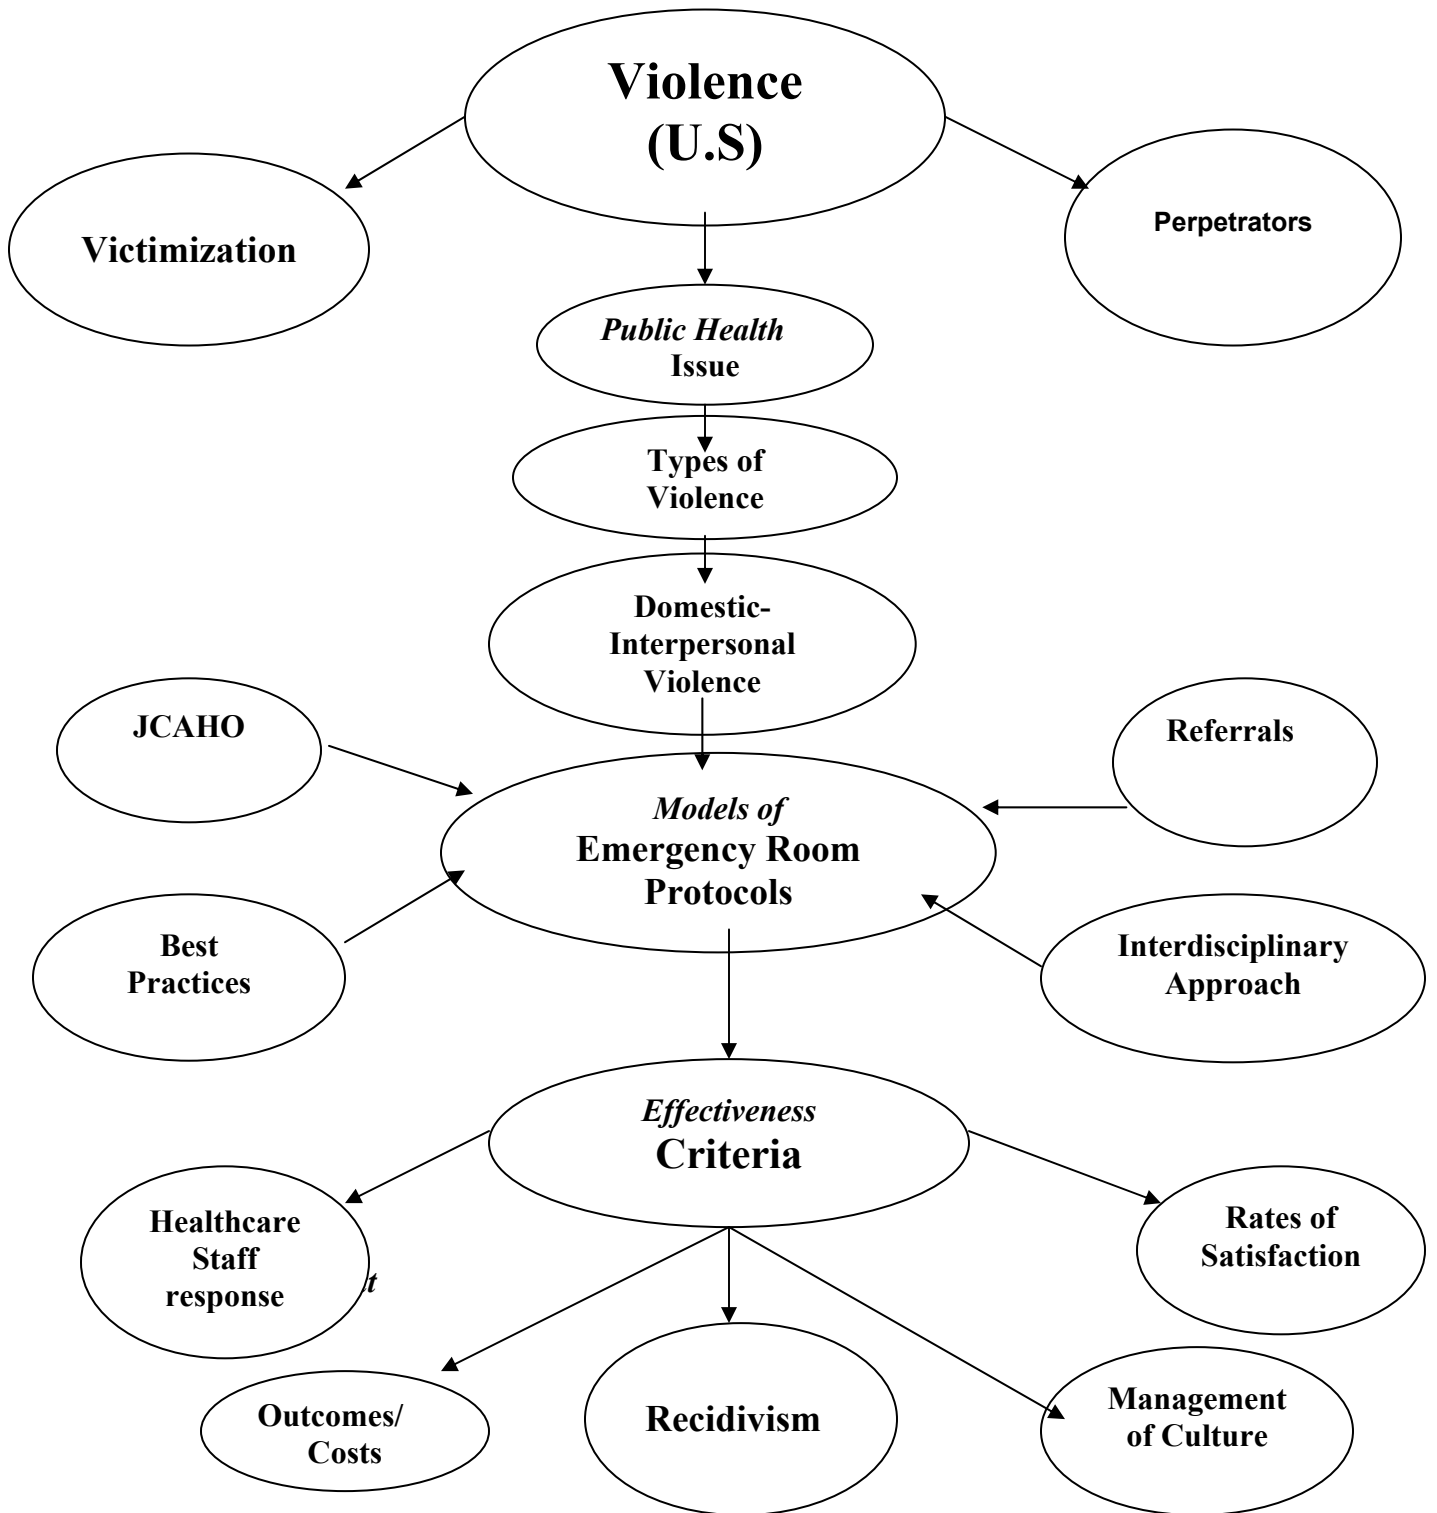 Violence
(U.S)
Victimization
Perpetrators
Public Health
Issue
Types of
Violence
Domestic-
Interpersonal
Violence
JCAHO
Referrals
Models of
Emergency Room
Protocols
Best
Practices
Interdisciplinary
Approach
Effectiveness
Criteria
Healthcare
Staff
response
Rates of
Satisfaction
Outcomes/
Costs
Recidivism
Management
of Culture